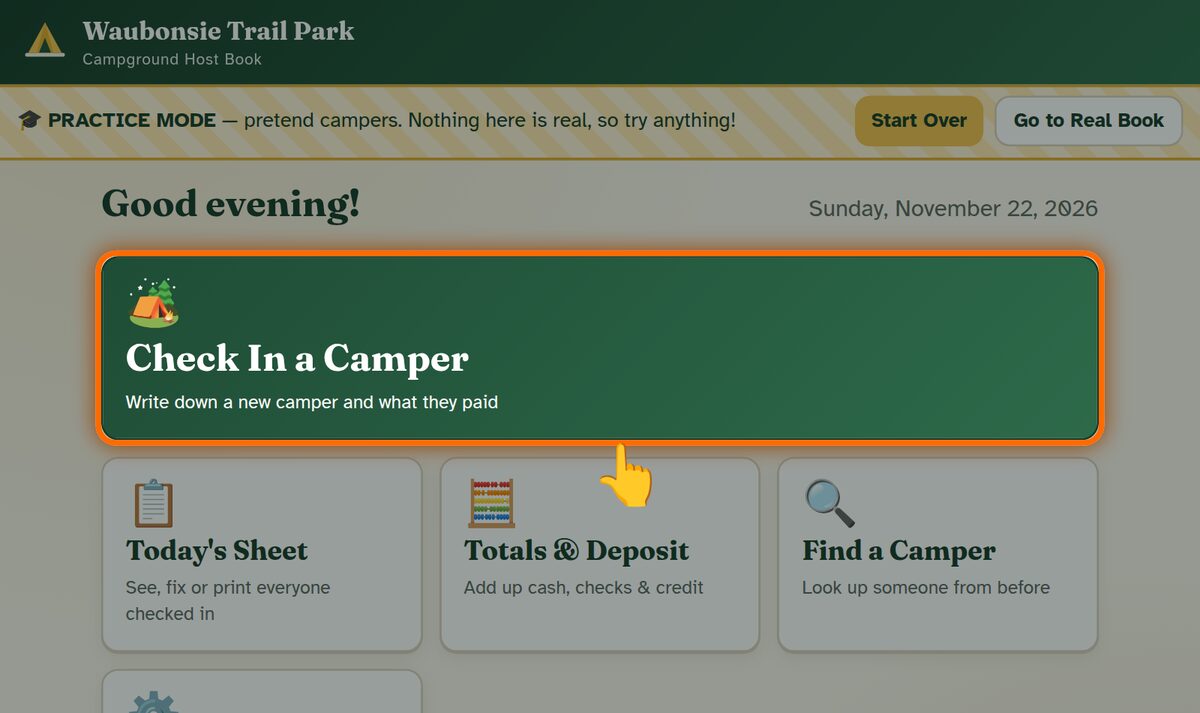 Waubonsie Trail Park
Campground Host Book
🎓 PRACTICE MODE — pretend campers. Nothing here is real, so try anything!
Start Over
Go to Real Book
Good evening!
Sunday, November 22, 2026
Check In a Camper
Write down a new camper and what they paid
Today's Sheet
See, fix or print everyone
checked in
Totals & Deposit
Add up cash, checks & credit
Find a Camper
Look up someone from before